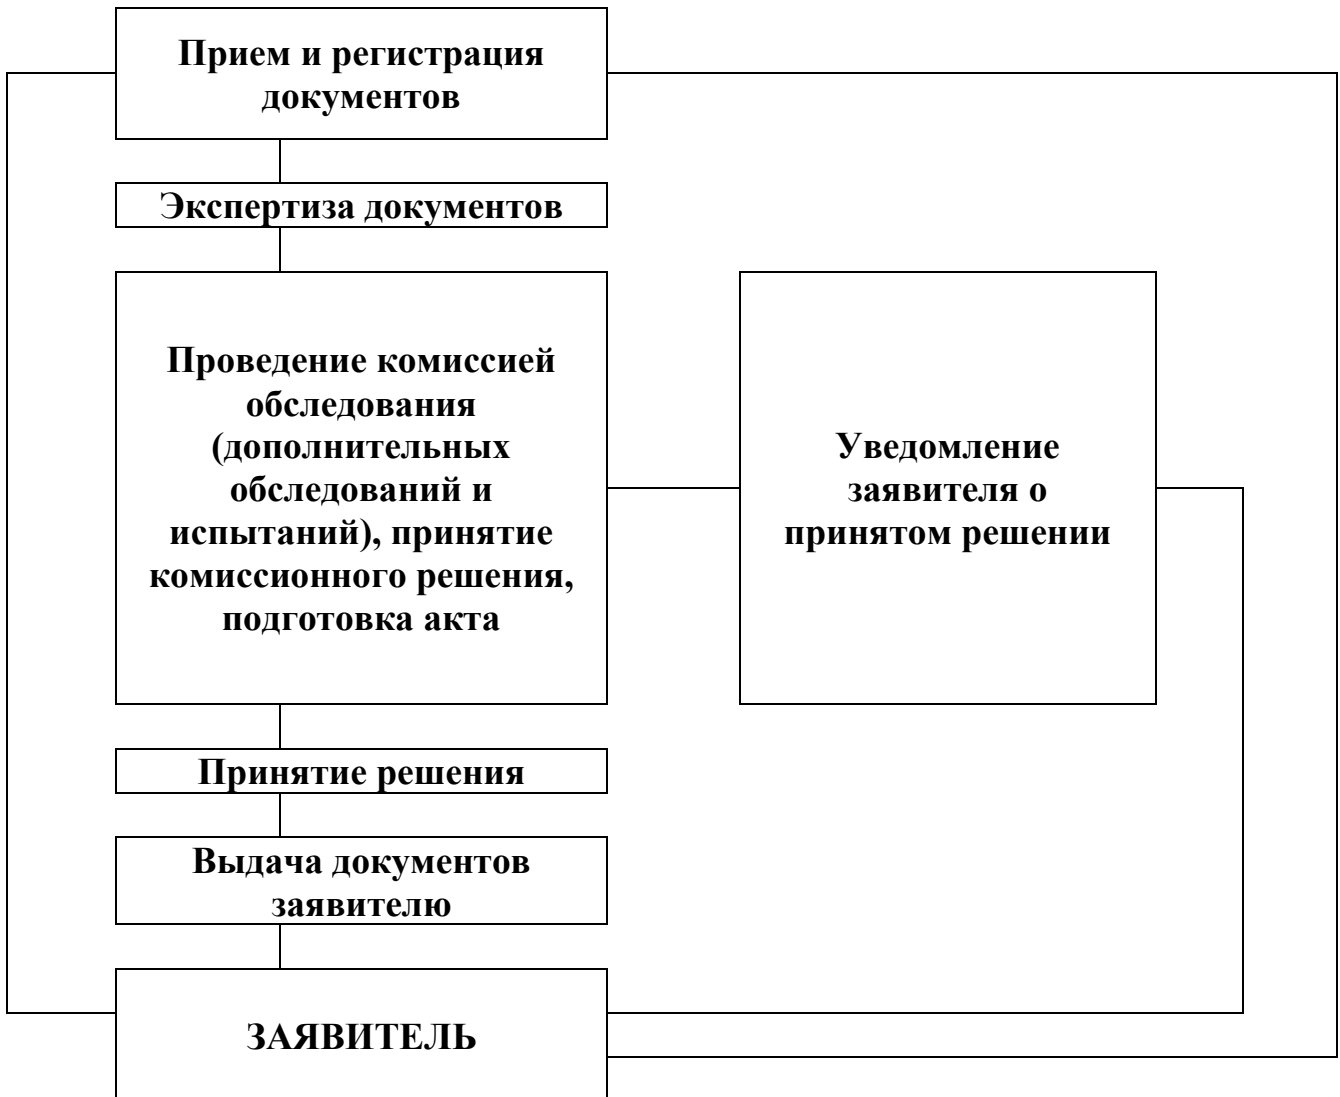 Прием и регистрация
документов
Экспертиза документов
Проведение комиссией
обследования
(дополнительных
обследований и
испытаний), принятие
комиссионного решения,
подготовка акта
Уведомление
заявителя о
принятом решении
Принятие решения
Выдача документов
заявителю
ЗАЯВИТЕЛЬ